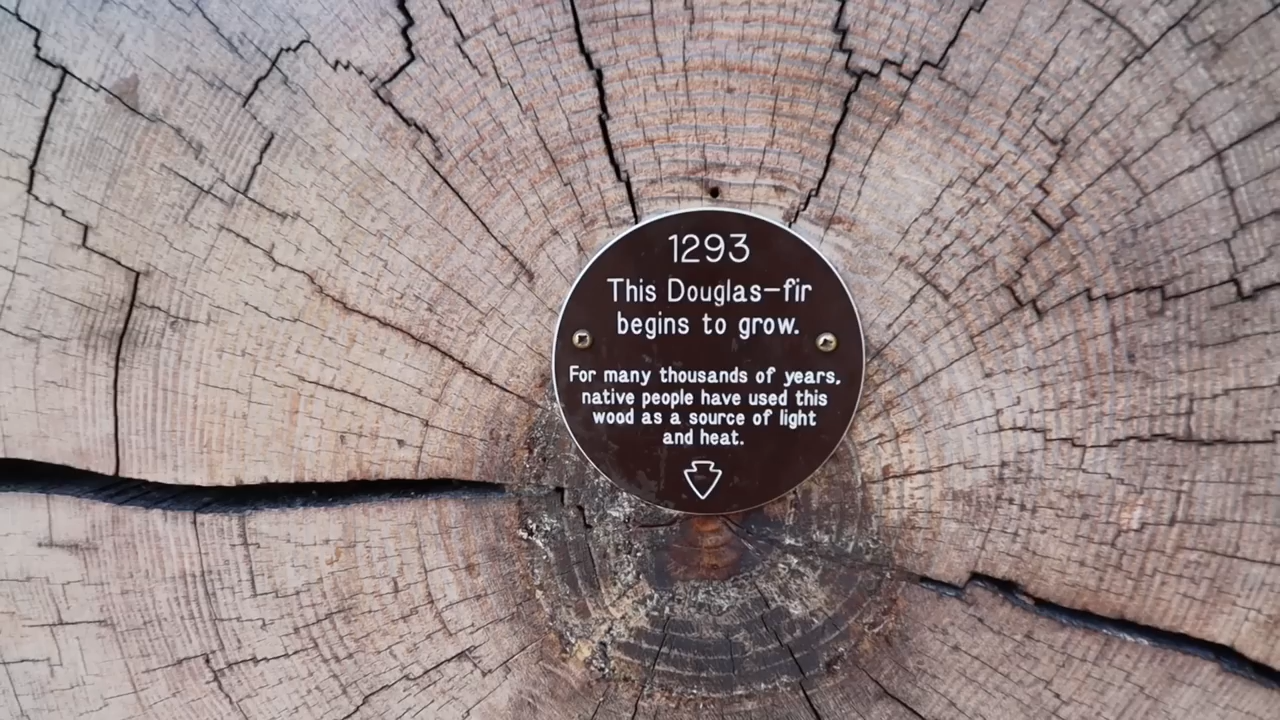 1293
This Douglas-fir
begins to grow.
For many thousands of years,
native people have used this
wood as a source of light
and heat.